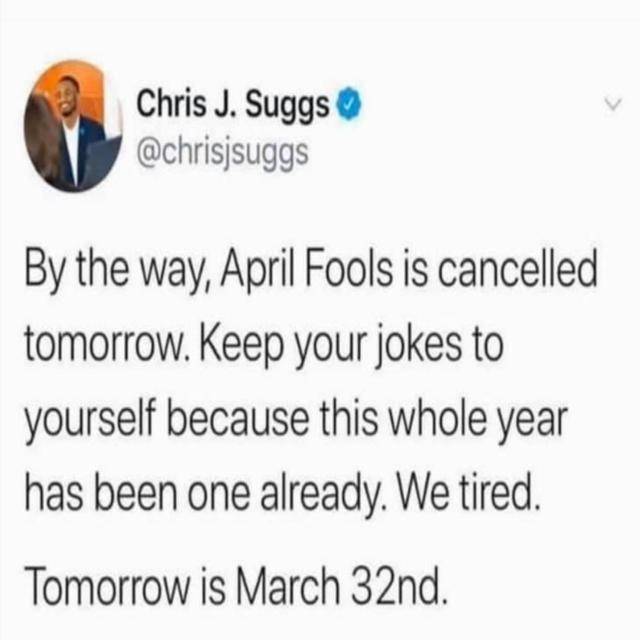 Chris J. Suggs
@chrisjsuggs
By the way, April Fools is cancelled
tomorrow. Keep your jokes to
yourself because this whole year
has been one already. We tired.
Tomorrow is March 32nd.